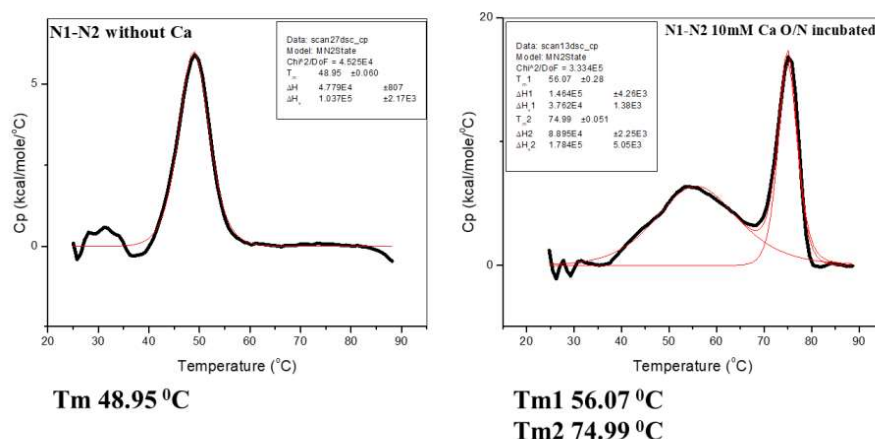 N1-N2 without Ca
Data: scan27dsc_cp
Model: MN2State
Chi^2/DoF = 4.525E4
Tm 48.95 ±0.060
ΔH 4.779E4 ±807
ΔHv 1.037E5 ±2.17E3
5
0
Cp (kcal/mole/°C)
20 30 40 50 60 70 80 90
Temperature (°C)
Tm 48.95 ⁰C
N1-N2 10mM Ca O/N incubated
Data: scan13dsc_cp
Model: MN2State
Chi^2/DoF = 3.334E5
Tm1 56.07 ±0.28
ΔH1 1.464E5 ±4.26E3
ΔHv1 3.762E4 1.38E3
Tm2 74.99 ±0.051
ΔH2 8.895E4 ±2.25E3
ΔHv2 1.784E5 5.05E3
20
10
0
Cp (kcal/mole/°C)
20 30 40 50 60 70 80 90
Temperature (°C)
Tm1 56.07 ⁰C
Tm2 74.99 ⁰C